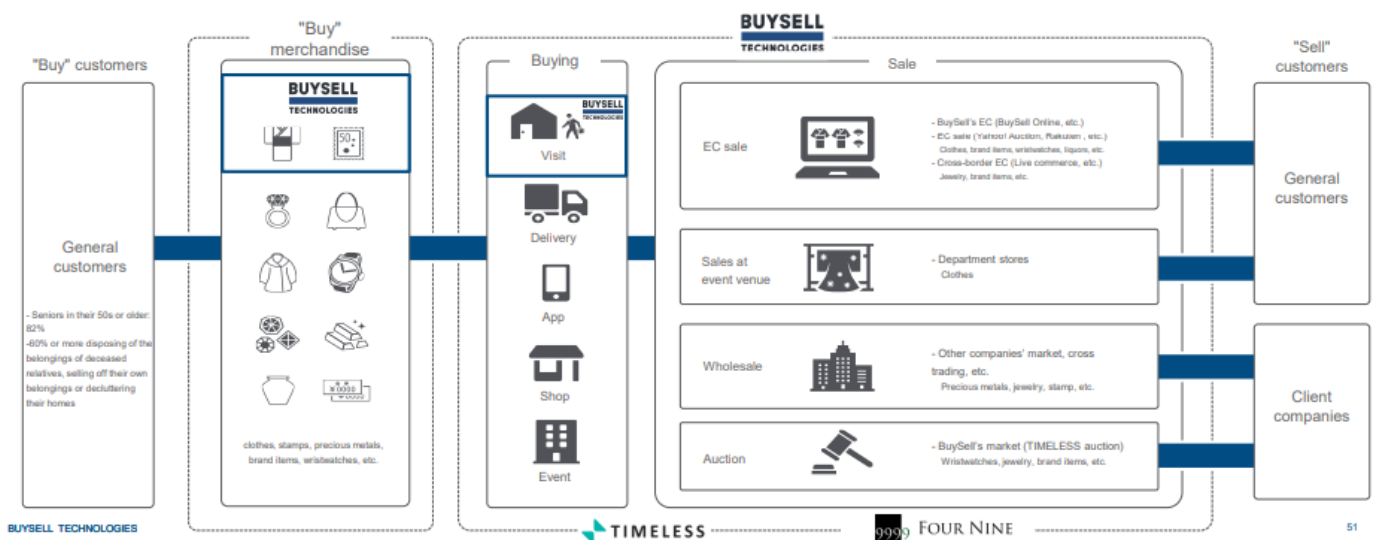 "Buy" customers
General
customers
- Seniors in their 50s or older:
82%
-60% or more disposing of the
belongings of deceased
relatives, selling off their own
belongings or decluttering
their homes
"Buy"
merchandise
BUYSELL
TECHNOLOGIES
50
¥0000
clothes, stamps, precious metals,
brand items, wristwatches, etc.
BUYSELL
TECHNOLOGIES
Buying
BUYSELL
TECHNOLOGIES
Visit
Delivery
App
Shop
Event
Sale
EC sale
- BuySell's EC (BuySell Online, etc.)
- EC sale (Yahoo! Auction, Rakuten , etc.)
Clothes, brand items, wristwatches, liquors, etc.
- Cross-border EC (Live commerce, etc.)
Jewelry, brand items, etc.
Sales at
event venue
- Department stores
Clothes
Wholesale
- Other companies' market, cross
trading, etc.
Precious metals, jewelry, stamp, etc.
Auction
- BuySell's market (TIMELESS auction)
Wristwatches, jewelry, brand items, etc.
"Sell"
customers
General
customers
Client
companies
BUYSELL TECHNOLOGIES
TIMELESS
9999 FOUR NINE
51